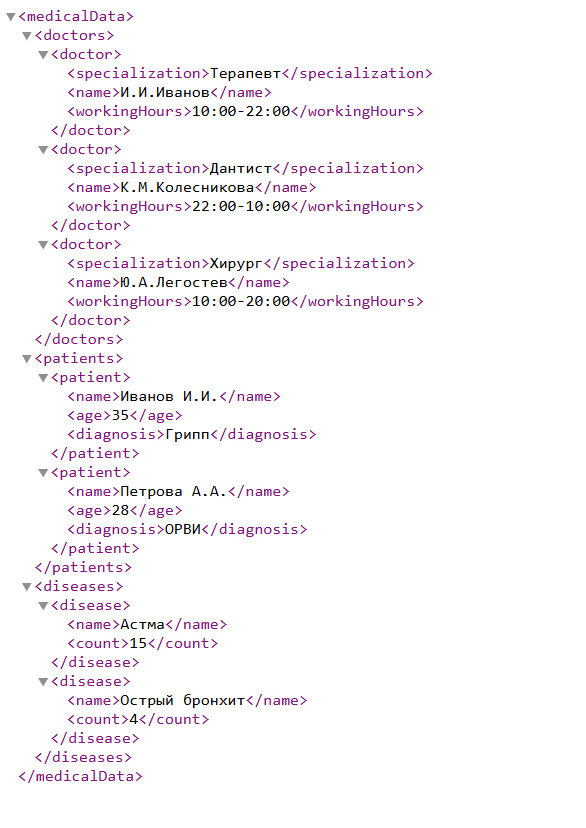 <medicalData>
<doctors>
<doctor>
<specialization>Терапевт</specialization>
<name>И.И.Иванов</name>
<workingHours>10:00-22:00</workingHours>
</doctor>
<doctor>
<specialization>Дантист</specialization>
<name>К.М.Колесникова</name>
<workingHours>22:00-10:00</workingHours>
</doctor>
<doctor>
<specialization>Хирург</specialization>
<name>Ю.А.Легостев</name>
<workingHours>10:00-20:00</workingHours>
</doctor>
</doctors>
<patients>
<patient>
<name>Иванов И.И.</name>
<age>35</age>
<diagnosis>Грипп</diagnosis>
</patient>
<patient>
<name>Петрова А.А.</name>
<age>28</age>
<diagnosis>ОРВИ</diagnosis>
</patient>
</patients>
<diseases>
<disease>
<name>Астма</name>
<count>15</count>
</disease>
<disease>
<name>Острый бронхит</name>
<count>4</count>
</disease>
</diseases>
</medicalData>